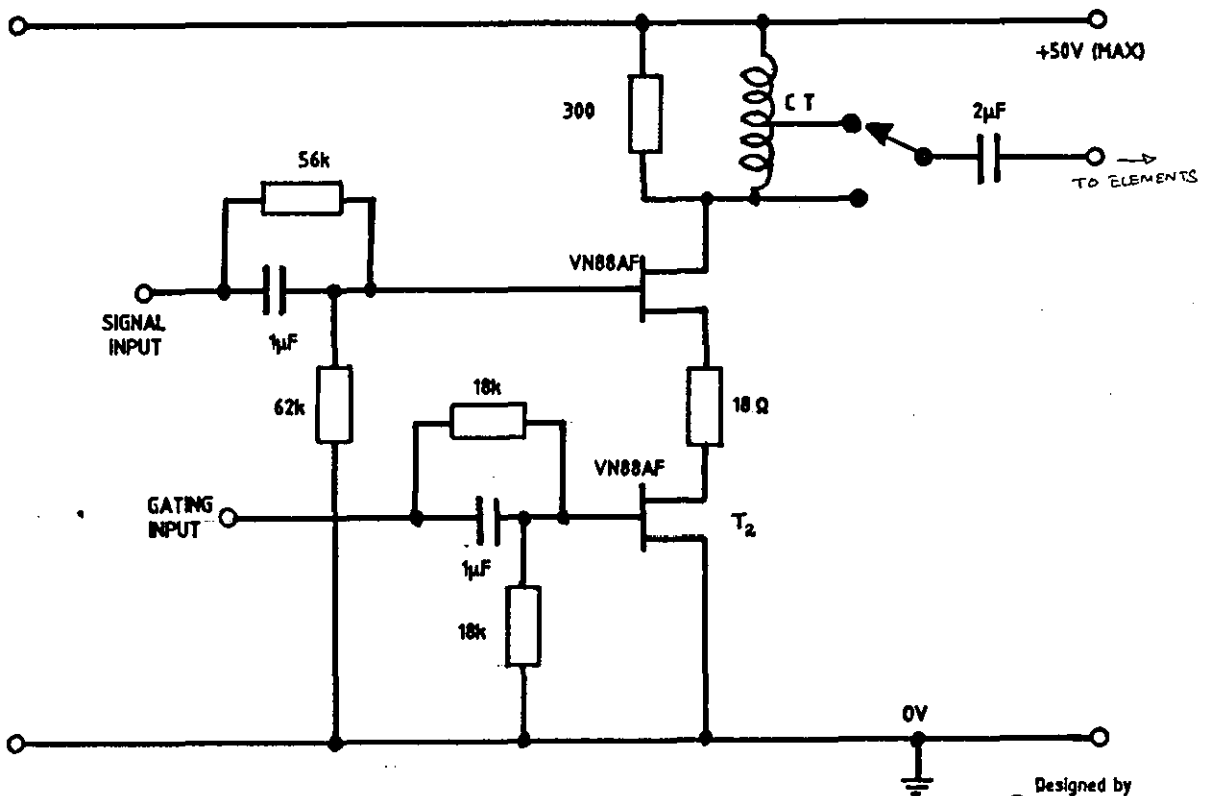 +50V (MAX)
300
C T
2µF
TO ELEMENTS
56k
VN88AF
SIGNAL
INPUT
1µF
62k
18k
18 Ω
VN88AF
GATING
INPUT
T2
1µF
18k
0V
Designed by